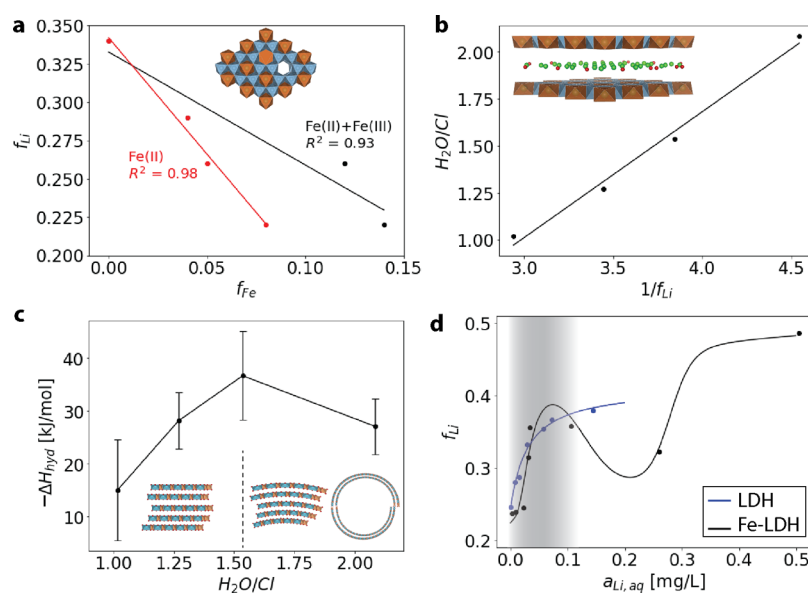 a
0.350
0.325
0.300
0.275
0.250
0.225
0.200
f_Li
Fe(II)
R² = 0.98
Fe(II)+Fe(III)
R² = 0.93
0.00 0.05 0.10 0.15
f_Fe
b
2.00
1.75
1.50
1.25
1.00
H₂O/Cl
3.0 3.5 4.0 4.5
1/f_Li
c
40
30
20
10
−ΔH_hyd [kJ/mol]
1.00 1.25 1.50 1.75 2.00
H₂O/Cl
d
0.5
0.4
0.3
0.2
f_Li
LDH
Fe-LDH
0.0 0.1 0.2 0.3 0.4 0.5
a_Li,aq [mg/L]